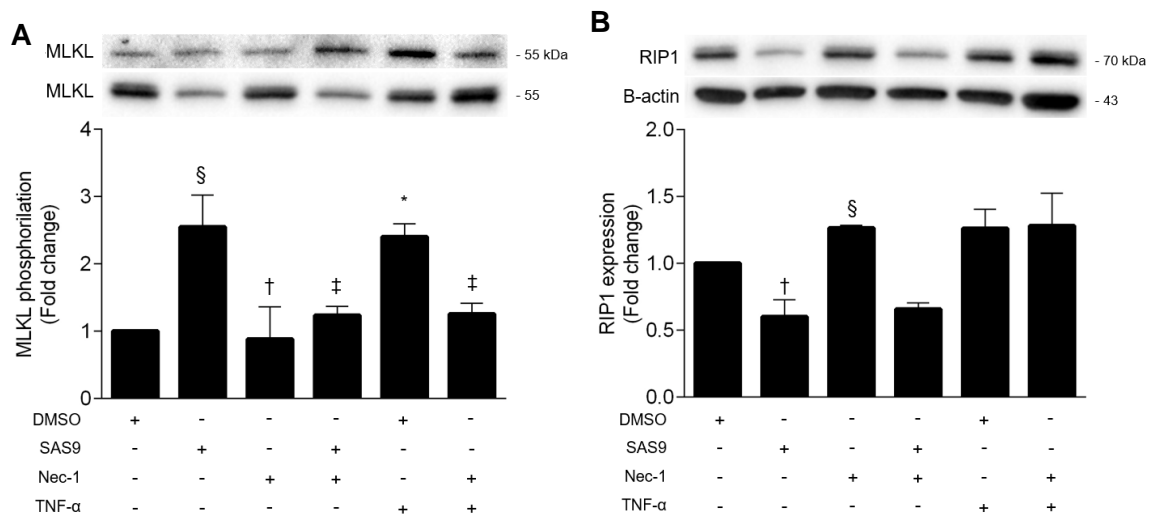 A
MLKL - 55 kDa
MLKL - 55
MLKL phosphorilation
(Fold change)
4
3
2
1
0
§
†
‡
*
‡
DMSO + - - - + -
SAS9 - + - + - -
Nec-1 - - + + - +
TNF-α - - - - + +
B
RIP1 - 70 kDa
B-actin - 43
RIP1 expression
(Fold change)
2.0
1.5
1.0
0.5
0.0
†
§
DMSO + - - - + -
SAS9 - + - + - -
Nec-1 - - + + - +
TNF-α - - - - + +